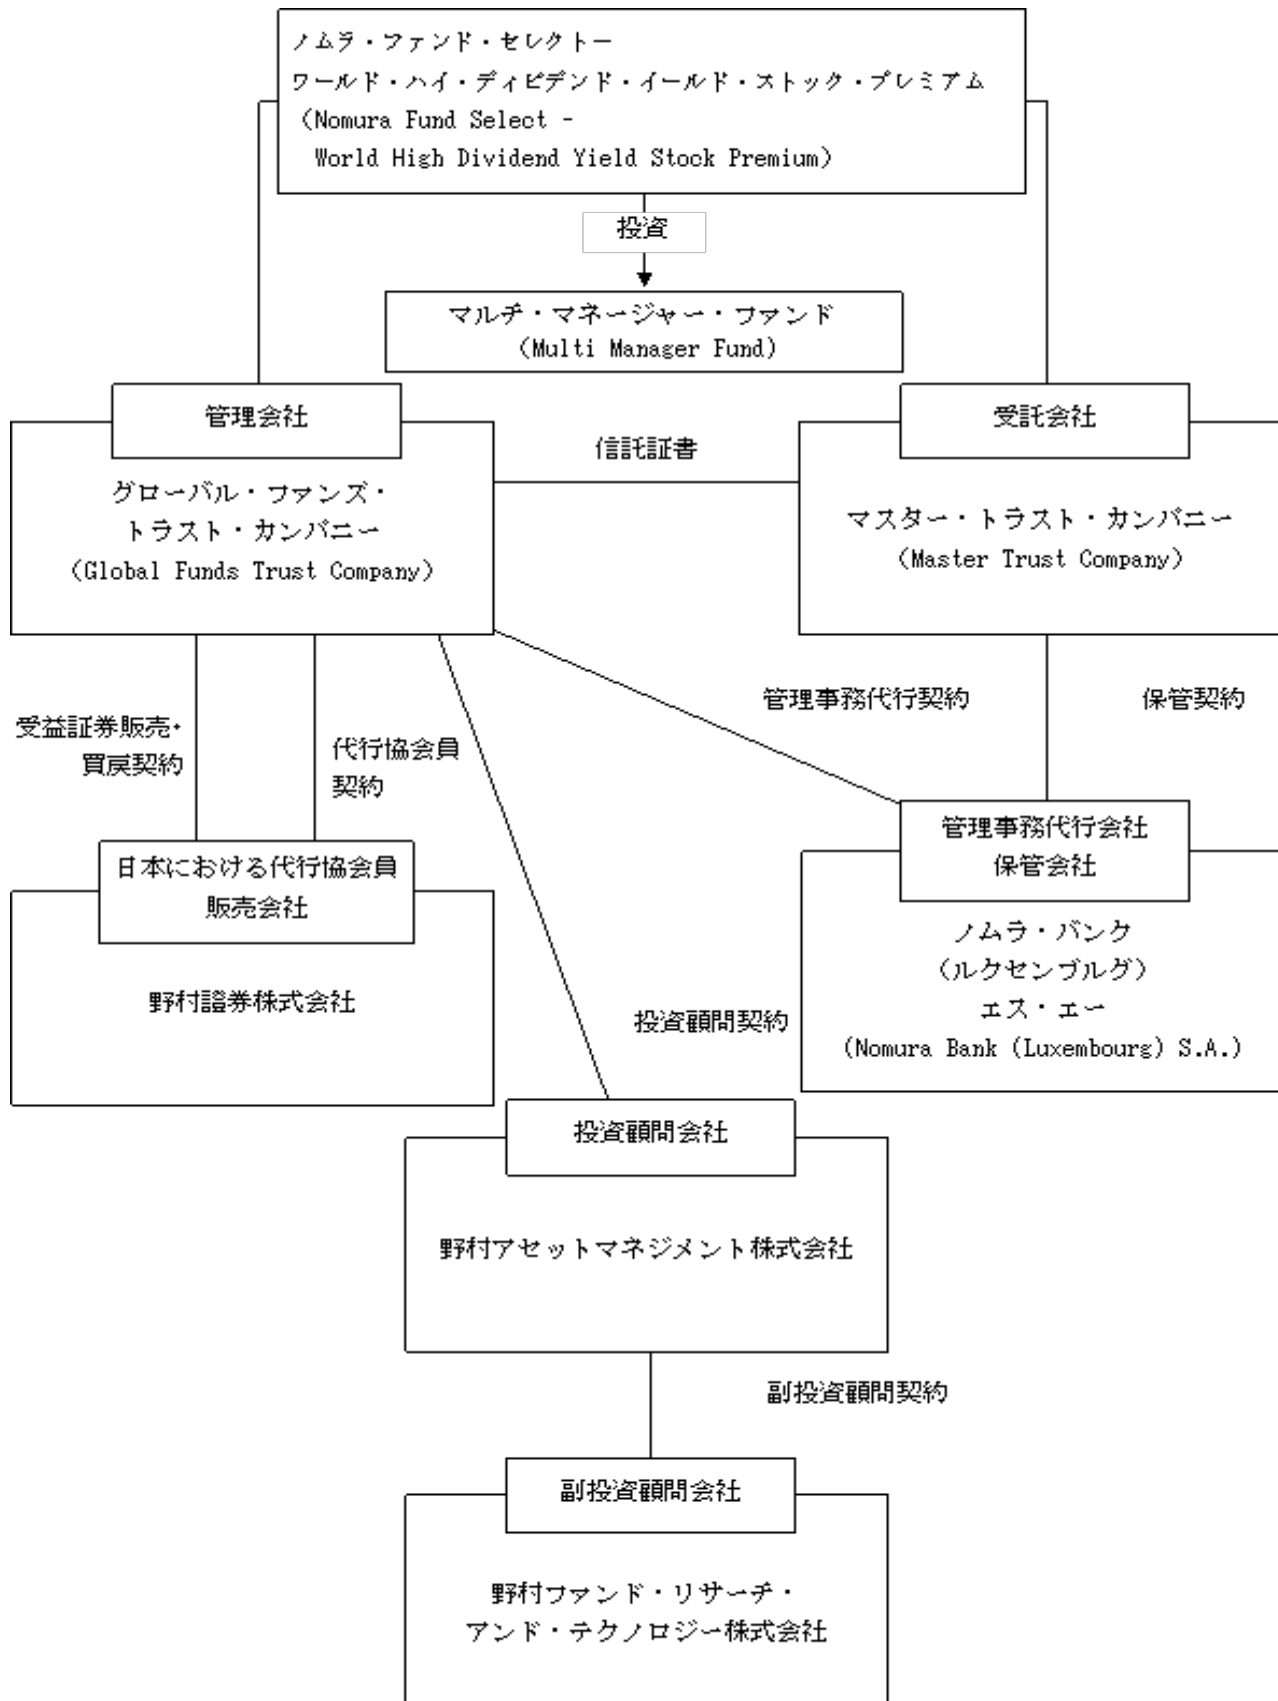 ノムラ・ファンド・セレクトー
ワールド・ハイ・ディビデンド・イールド・ストック・プレミアム
(Nomura Fund Select -
World High Dividend Yield Stock Premium)
投資
マルチ・マネージャー・ファンド
(Multi Manager Fund)
管理会社
グローバル・ファンズ・
トラスト・カンパニー
(Global Funds Trust Company)
信託証書
受託会社
マスター・トラスト・カンパニー
(Master Trust Company)
受益証券販売・
買戻契約
代行協会員
契約
管理事務代行契約
保管契約
日本における代行協会員
販売会社
野村證券株式会社
管理事務代行会社
保管会社
ノムラ・バンク
(ルクセンブルグ)
エス・エー
(Nomura Bank (Luxembourg) S.A.)
投資顧問契約
投資顧問会社
野村アセットマネジメント株式会社
副投資顧問契約
副投資顧問会社
野村ファンド・リサーチ・
アンド・テクノロジー株式会社